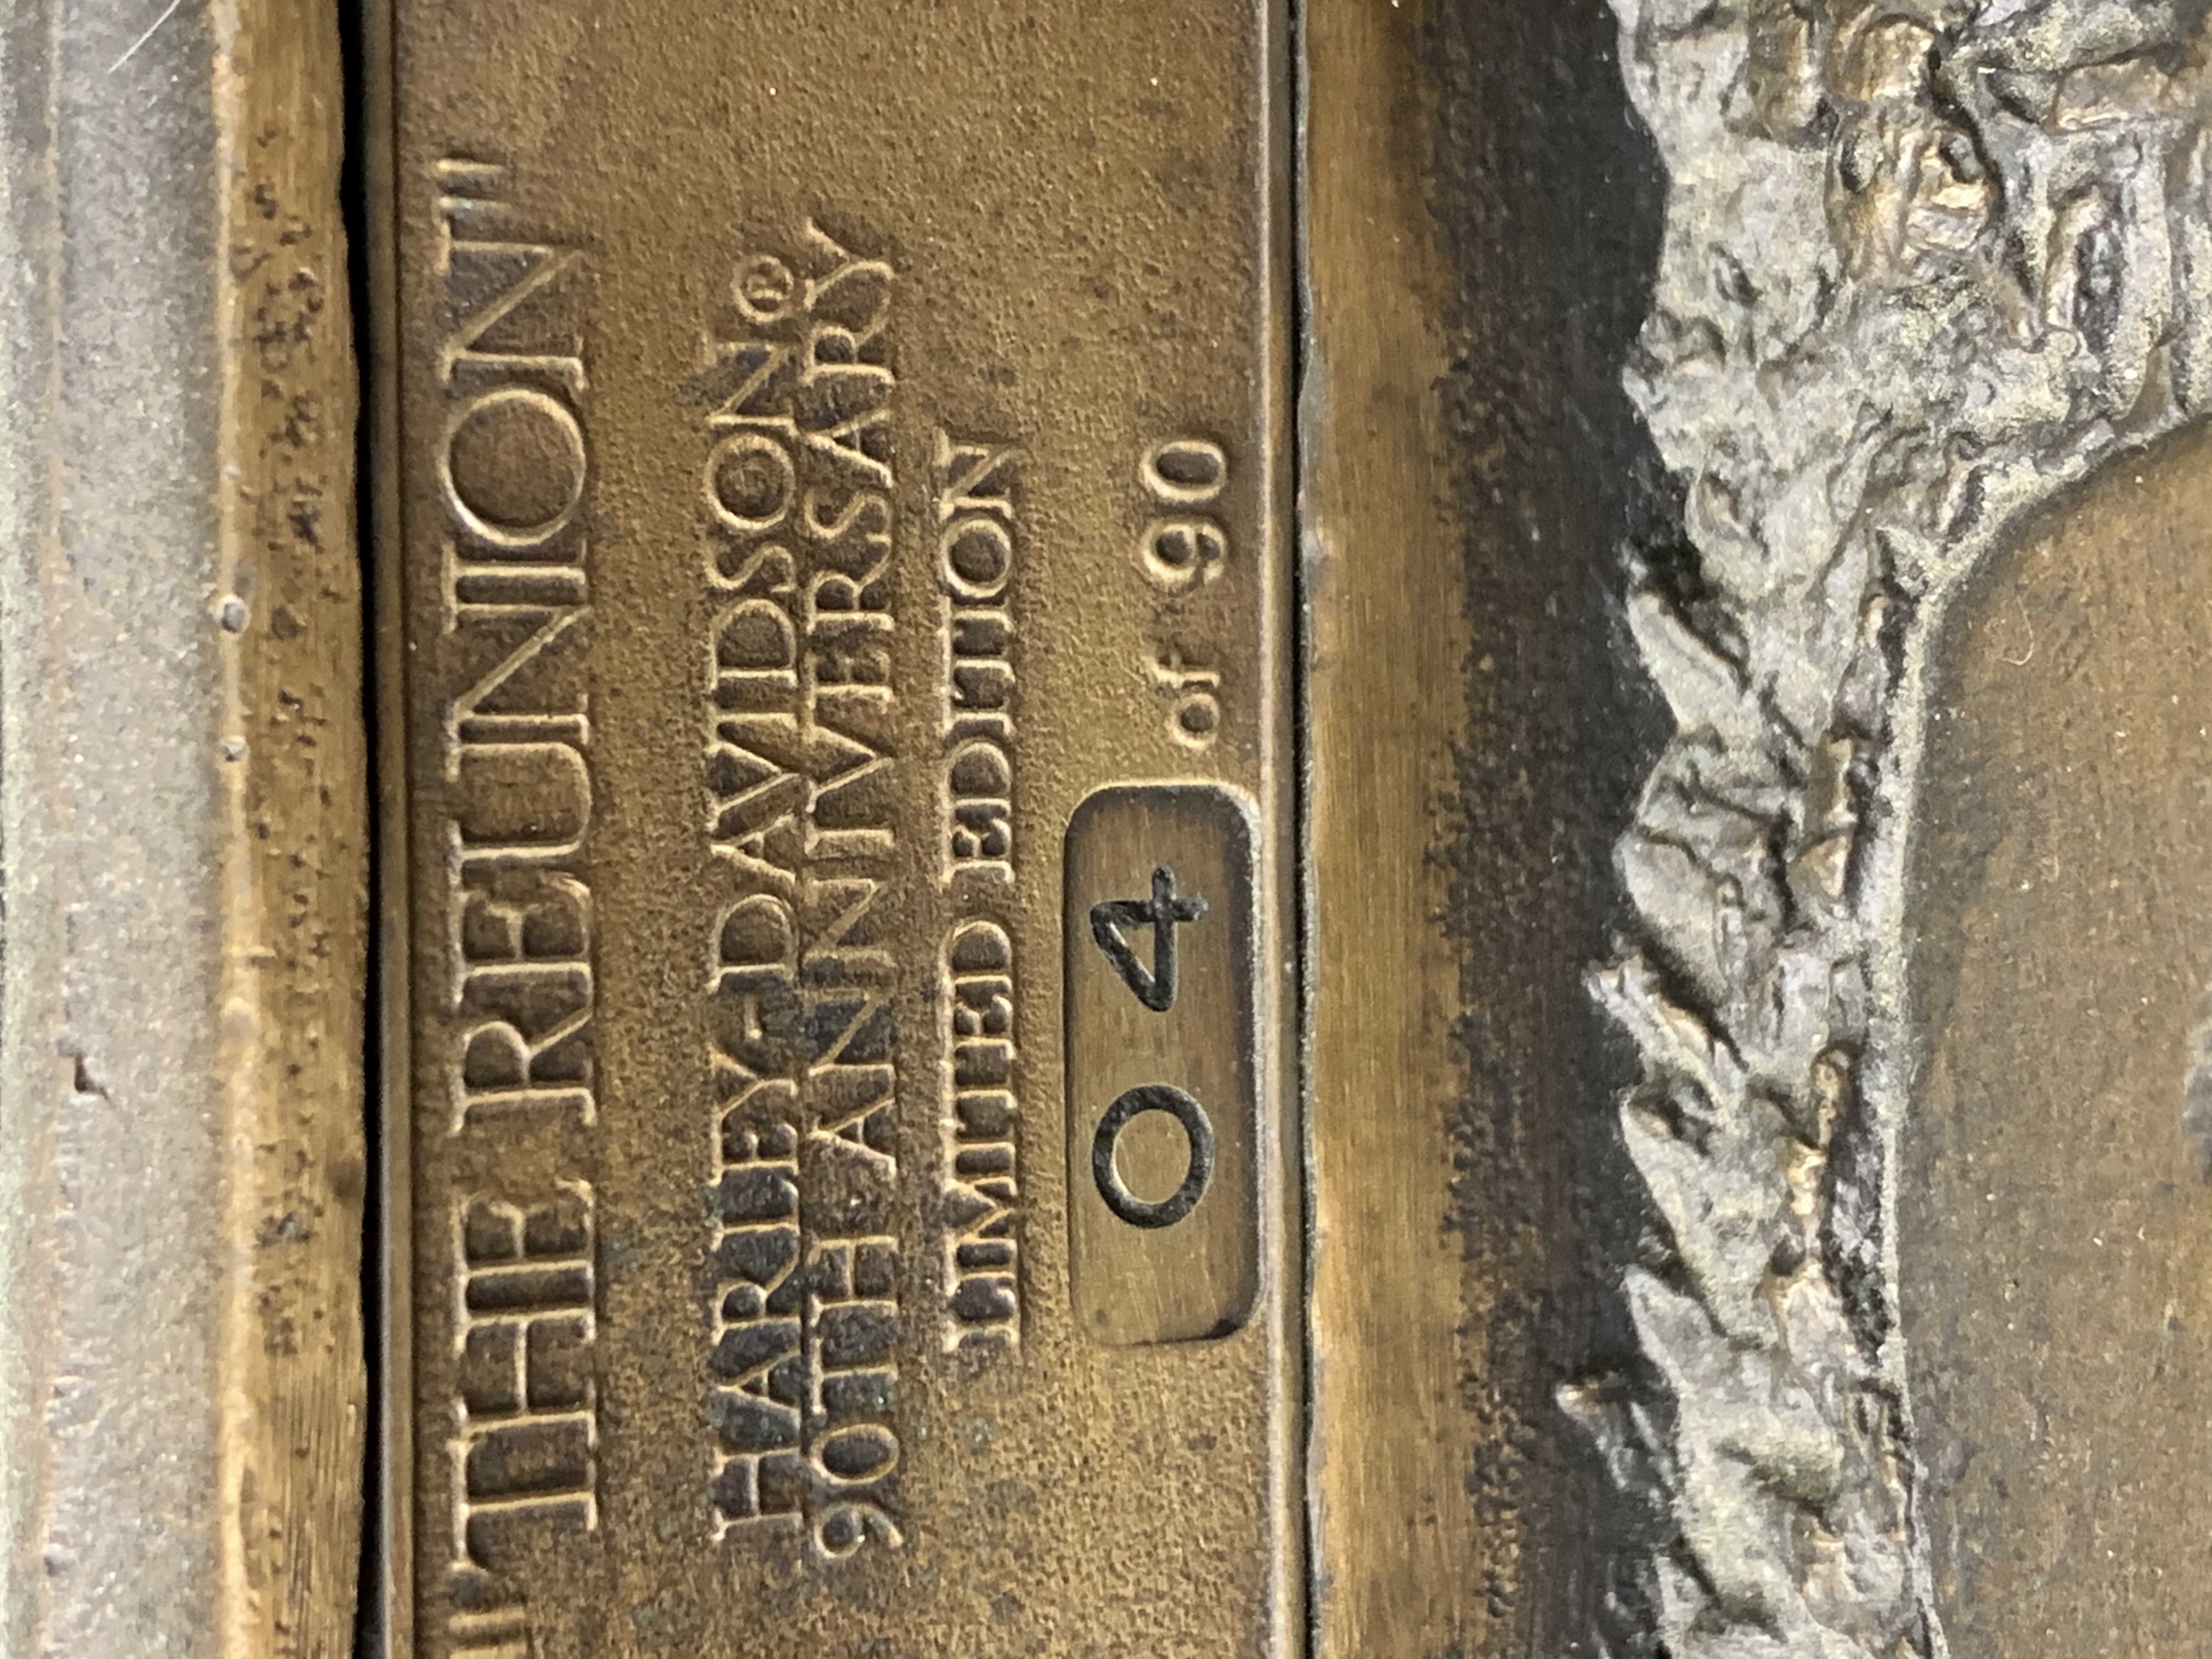 "THE REUNION"
HARLEY-DAVIDSON®
90TH ANNIVERSARY
LIMITED EDITION
04 of 90